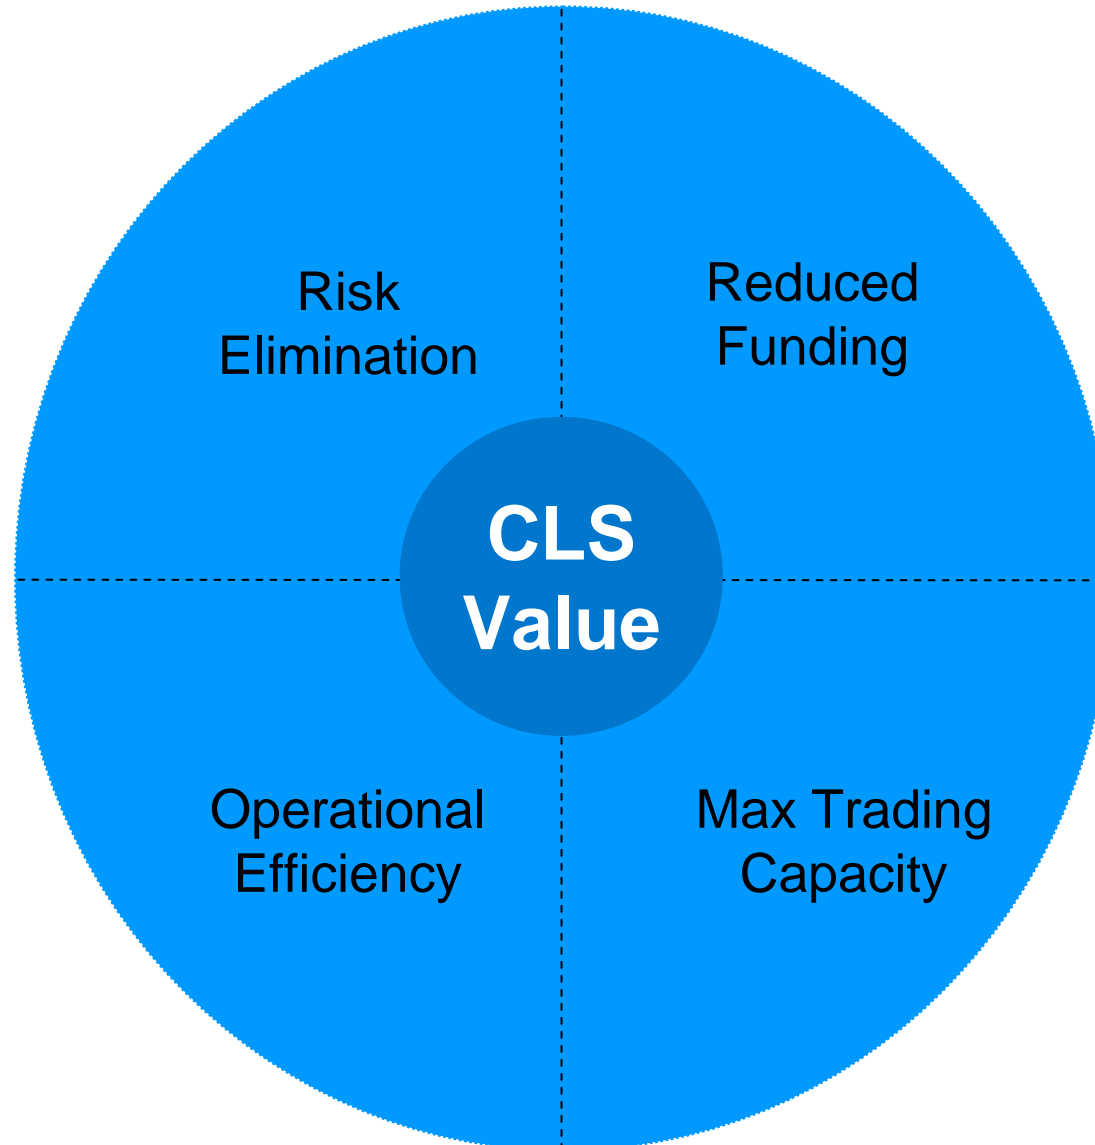 Risk
Elimination
Reduced
Funding
CLS
Value
Operational
Efficiency
Max Trading
Capacity